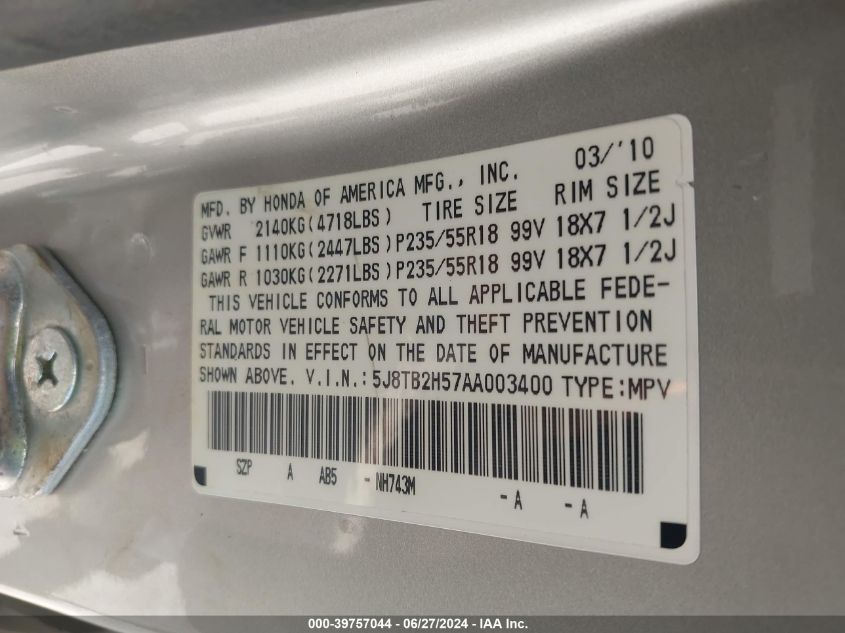 MFD. BY HONDA OF AMERICA MFG., INC. 03/'10
GVWR 2140KG(4718LBS) TIRE SIZE RIM SIZE
GAWR F 1110KG(2447LBS)P235/55R18 99V 18X7 1/2J
GAWR R 1030KG(2271LBS)P235/55R18 99V 18X7 1/2J
THIS VEHICLE CONFORMS TO ALL APPLICABLE FEDE-
RAL MOTOR VEHICLE SAFETY AND THEFT PREVENTION
STANDARDS IN EFFECT ON THE DATE OF MANUFACTURE
SHOWN ABOVE. V.I.N.:5J8TB2H57AA003400 TYPE:MPV
SZP A AB5 -NH743M -A -A
000-39757044 - 06/27/2024 - IAA Inc.